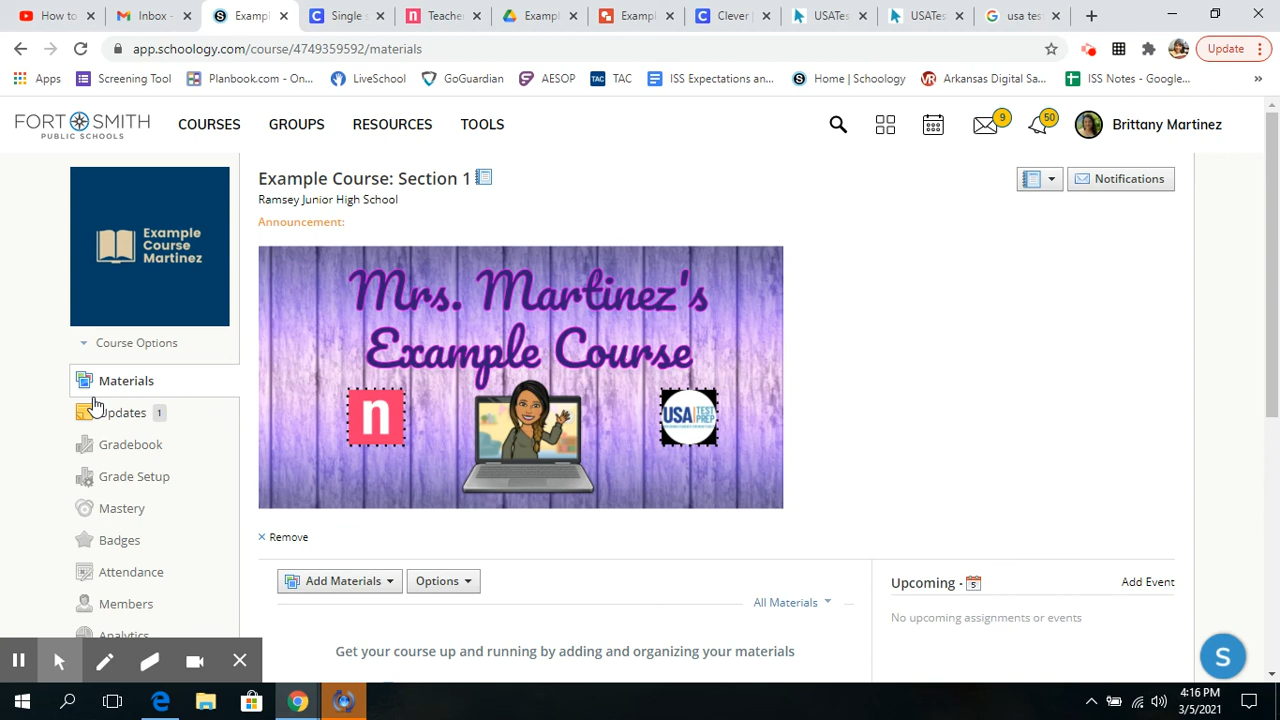 How to
Inbox -
Exampl
Single s
Teache
Examp
Exampl
Clever
USATes
USATes
usa tes
app.schoology.com/course/4749359592/materials
Update
Apps
Screening Tool
Planbook.com - On...
LiveSchool
GoGuardian
AESOP
TAC
TAC
ISS Expectations an...
Home | Schoology
Arkansas Digital Sa...
ISS Notes - Google...
FORT SMITH
PUBLIC SCHOOLS
COURSES
GROUPS
RESOURCES
TOOLS
9
50
Brittany Martinez
Example
Course
Martinez
Course Options
Materials
Updates
1
Gradebook
Grade Setup
Mastery
Badges
Attendance
Members
Analytics
Example Course: Section 1
Ramsey Junior High School
Announcement:
Notifications
Mrs. Martinez's
Example Course
n
USA TEST
PREP
Remove
Add Materials
Options
All Materials
Get your course up and running by adding and organizing your materials
Upcoming -
5
Add Event
No upcoming assignments or events
S
4:16 PM
3/5/2021